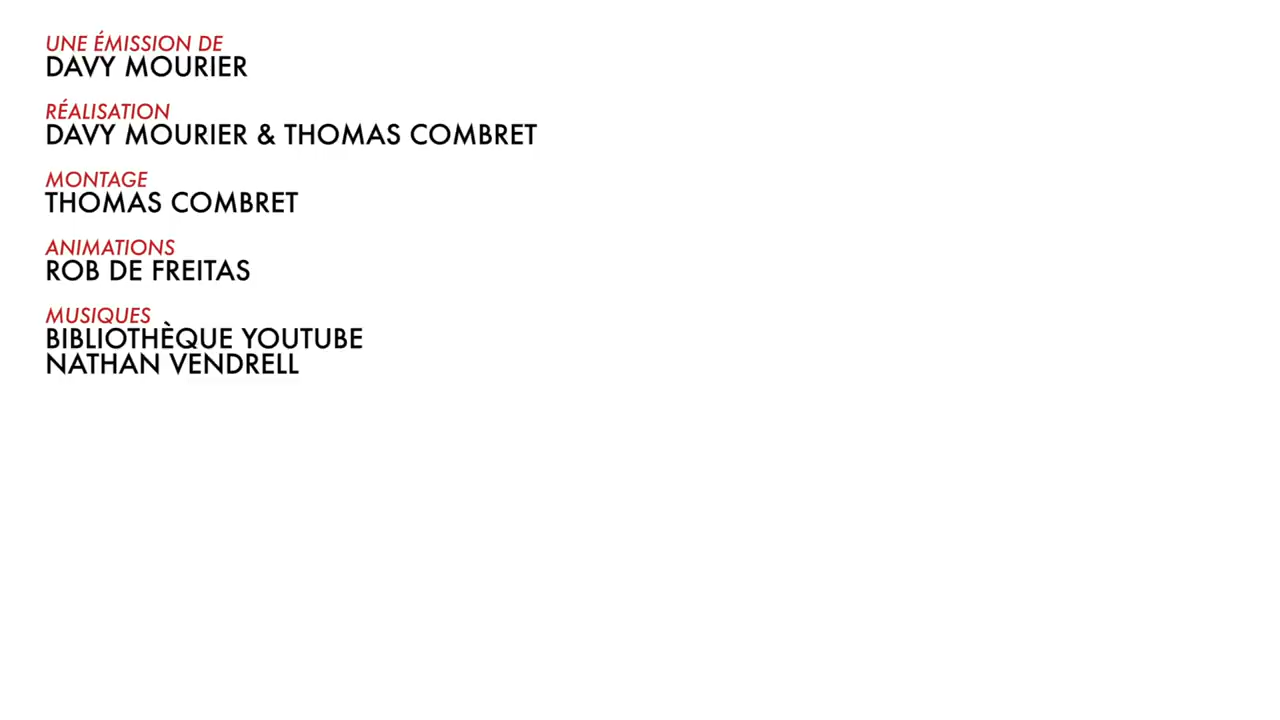 UNE ÉMISSION DE
DAVY MOURIER
RÉALISATION
DAVY MOURIER & THOMAS COMBRET
MONTAGE
THOMAS COMBRET
ANIMATIONS
ROB DE FREITAS
MUSIQUES
BIBLIOTHÈQUE YOUTUBE
NATHAN VENDRELL